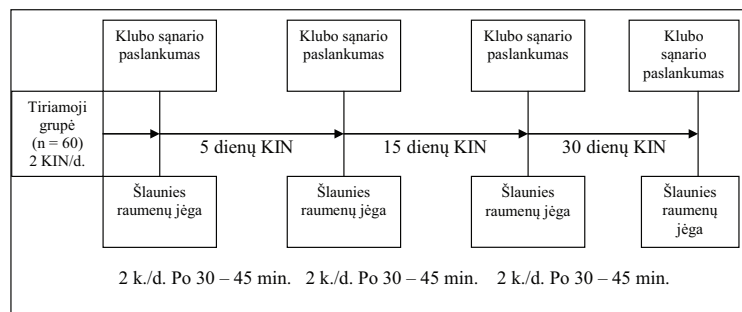 Klubo sąnario
paslankumas
Klubo sąnario
paslankumas
Klubo sąnario
paslankumas
Klubo
sąnario
paslankumas
Tiriamoji
grupė
(n = 60)
2 KIN/d.
5 dienų KIN
15 dienų KIN
30 dienų KIN
Šlaunies
raumenų jėga
Šlaunies
raumenų jėga
Šlaunies
raumenų jėga
Šlaunies
raumenų
jėga
2 k./d. Po 30 – 45 min. 2 k./d. Po 30 – 45 min. 2 k./d. Po 30 – 45 min.